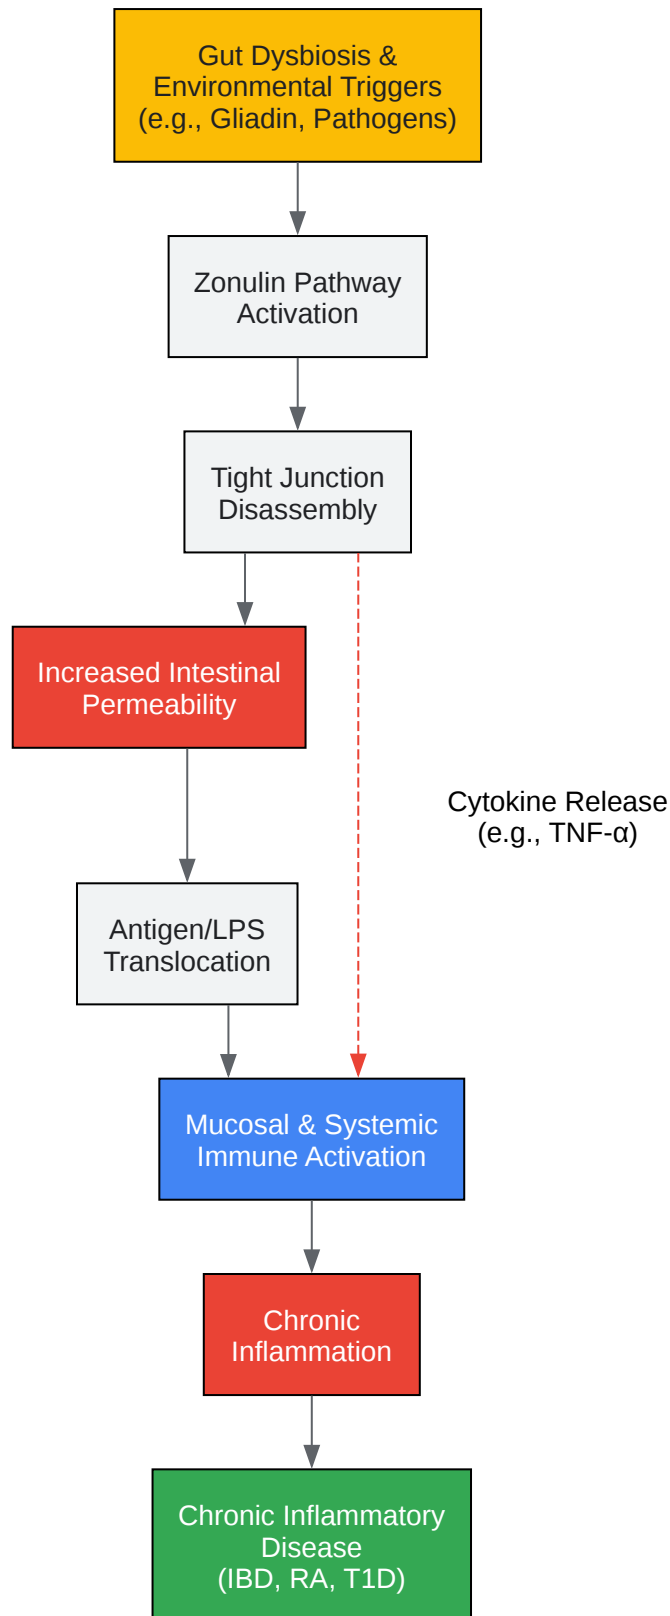 Gut Dysbiosis &
Environmental Triggers
(e.g., Gliadin, Pathogens)
Zonulin Pathway
Activation
Tight Junction
Disassembly
Increased Intestinal
Permeability
Cytokine Release
(e.g., TNF-α)
Antigen/LPS
Translocation
Mucosal & Systemic
Immune Activation
Chronic
Inflammation
Chronic Inflammatory
Disease
(IBD, RA, T1D)